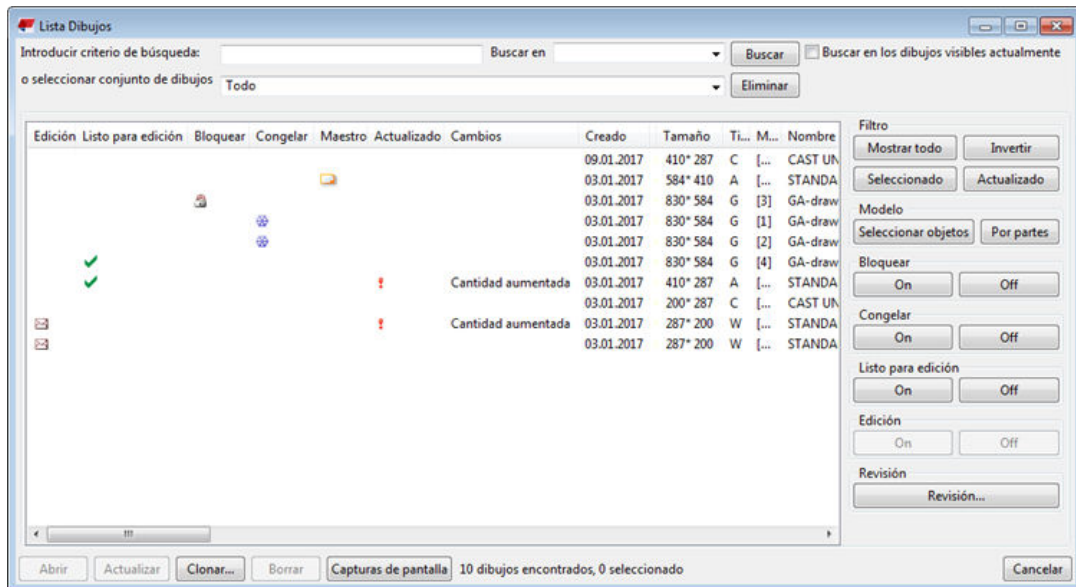 Lista Dibujos
Introducir criterio de búsqueda: Buscar en Buscar Buscar en los dibujos visibles actualmente
o seleccionar conjunto de dibujos Todo Eliminar
Edición Listo para edición Bloquear Congelar Maestro Actualizado Cambios Creado Tamaño Ti... M... Nombre
09.01.2017 410* 287 C [... CAST UN
03.01.2017 584* 410 A [... STANDA
03.01.2017 830* 584 G [3] GA-draw
03.01.2017 830* 584 G [1] GA-draw
03.01.2017 830* 584 G [2] GA-draw
03.01.2017 830* 584 G [4] GA-draw
Cantidad aumentada 03.01.2017 410* 287 A [... STANDA
03.01.2017 200* 287 C [... CAST UN
Cantidad aumentada 03.01.2017 287* 200 W [... STANDA
03.01.2017 287* 200 W [... STANDA
Filtro
Mostrar todo Invertir
Seleccionado Actualizado
Modelo
Seleccionar objetos Por partes
Bloquear
On Off
Congelar
On Off
Listo para edición
On Off
Edición
On Off
Revisión
Revisión...
Abrir Actualizar Clonar... Borrar Capturas de pantalla 10 dibujos encontrados, 0 seleccionado Cancelar